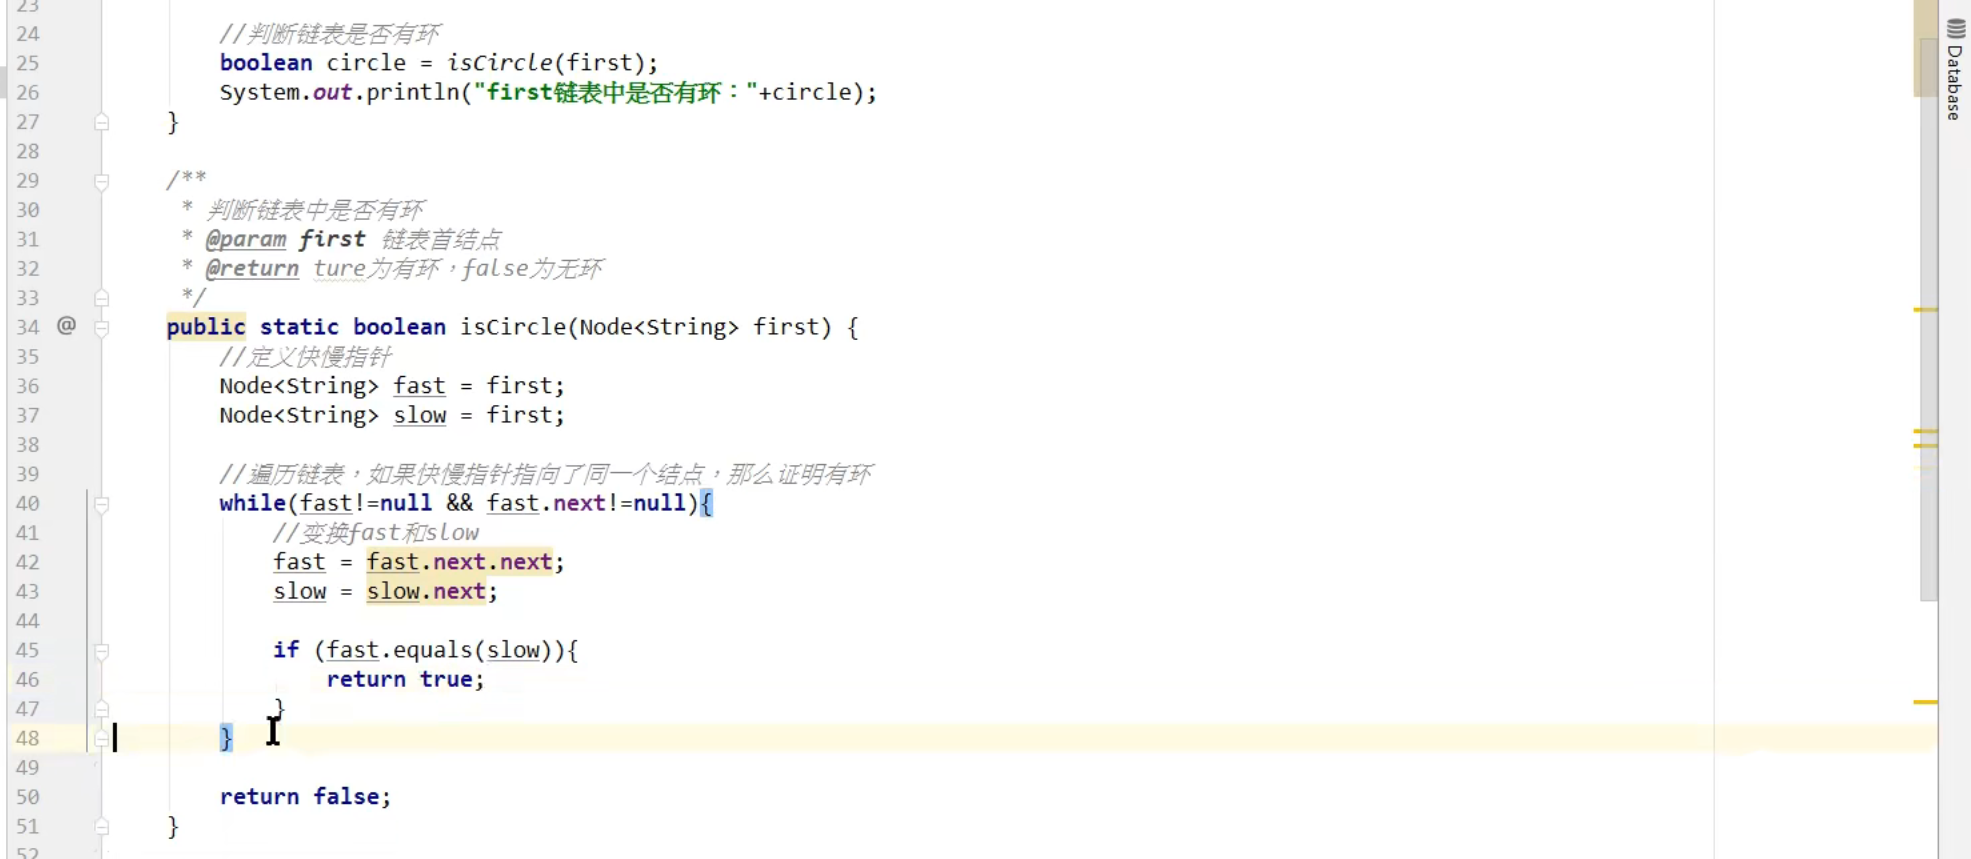 23
24 //判断链表是否有环
25 boolean circle = isCircle(first);
26 System.out.println("first链表中是否有环："+circle);
27 }
28
29 /**
30 * 判断链表中是否有环
31 * @param first 链表首结点
32 * @return ture为有环，false为无环
33 */
34 @ public static boolean isCircle(Node<String> first) {
35 //定义快慢指针
36 Node<String> fast = first;
37 Node<String> slow = first;
38
39 //遍历链表，如果快慢指针指向了同一个结点，那么证明有环
40 while(fast!=null && fast.next!=null){
41 //变换fast和slow
42 fast = fast.next.next;
43 slow = slow.next;
44
45 if (fast.equals(slow)){
46 return true;
47 }
48 }
49
50 return false;
51 }
52
Database